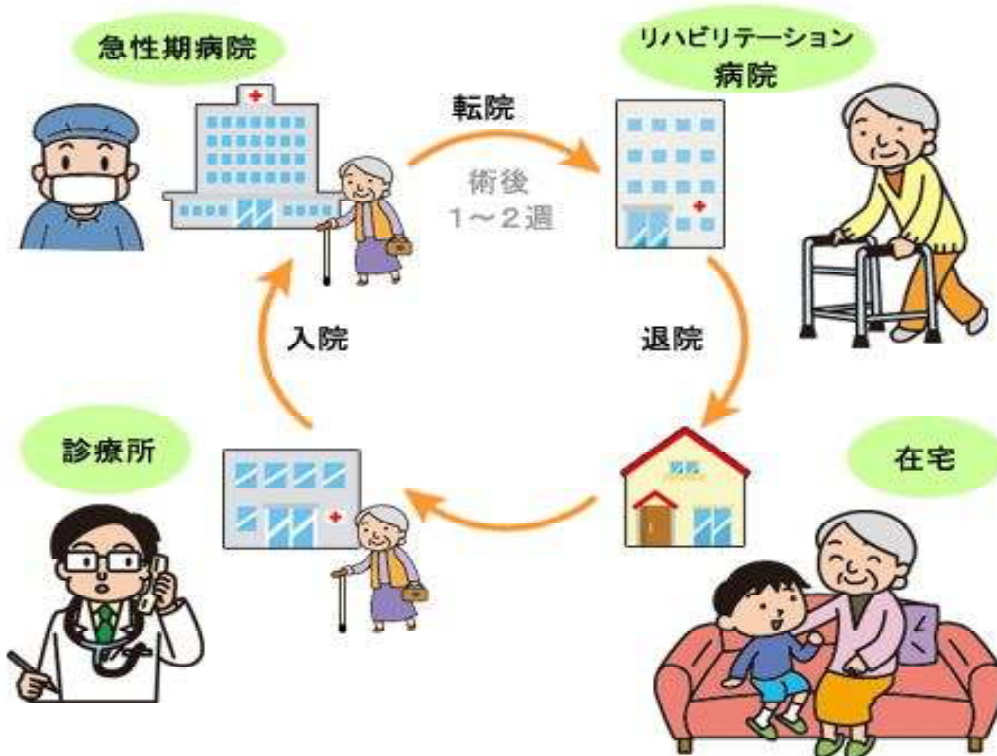 急性期病院
リハビリテーション
病院
転院
術後
1～2週
入院
退院
診療所
在宅